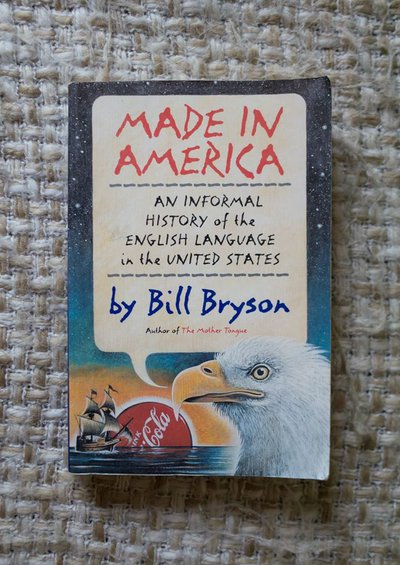 MADE IN
AMERICA
AN INFORMAL
HISTORY of the
ENGLISH LANGUAGE
in the UNITED STATES
by Bill Bryson
Author of The Mother Tongue
Cola